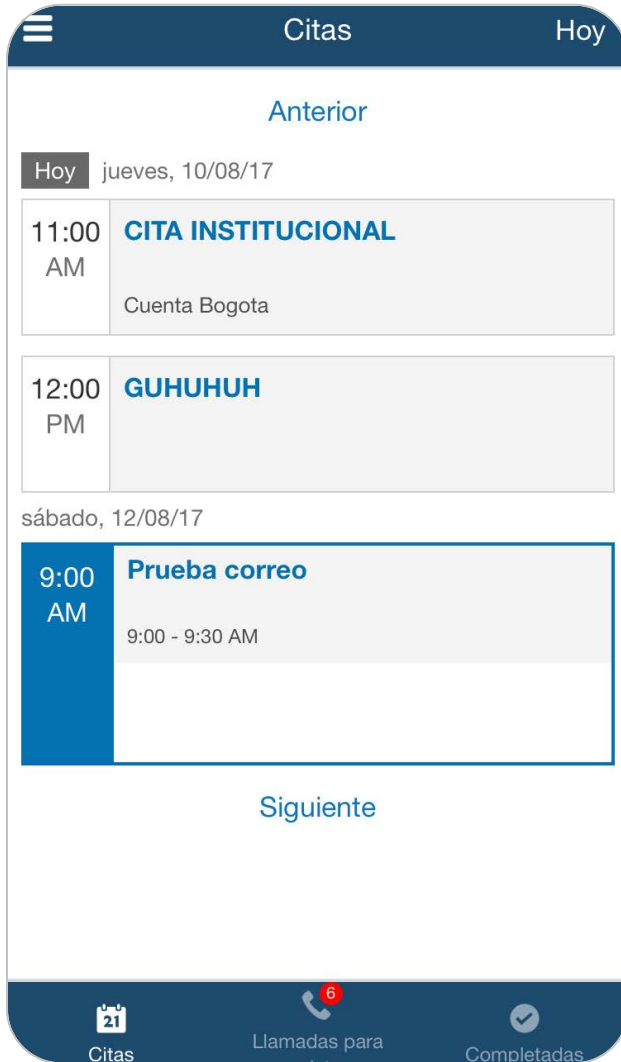 Citas
Hoy
Anterior
Hoy jueves, 10/08/17
11:00 CITA INSTITUCIONAL
AM
Cuenta Bogota
12:00 GUHUHUH
PM
sábado, 12/08/17
9:00 Prueba correo
AM
9:00 - 9:30 AM
Siguiente
6
21
Citas
Llamadas para
Completadas